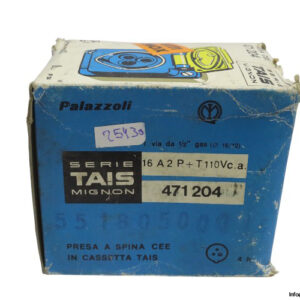 TAIS
Palazzoli
25430
via da 1/2" gas
SERIE
TAIS
MIGNON
16 A 2 P + T 110 V c.a.
471204
PRESA A SPINA CEE
IN CASSETTA TAIS